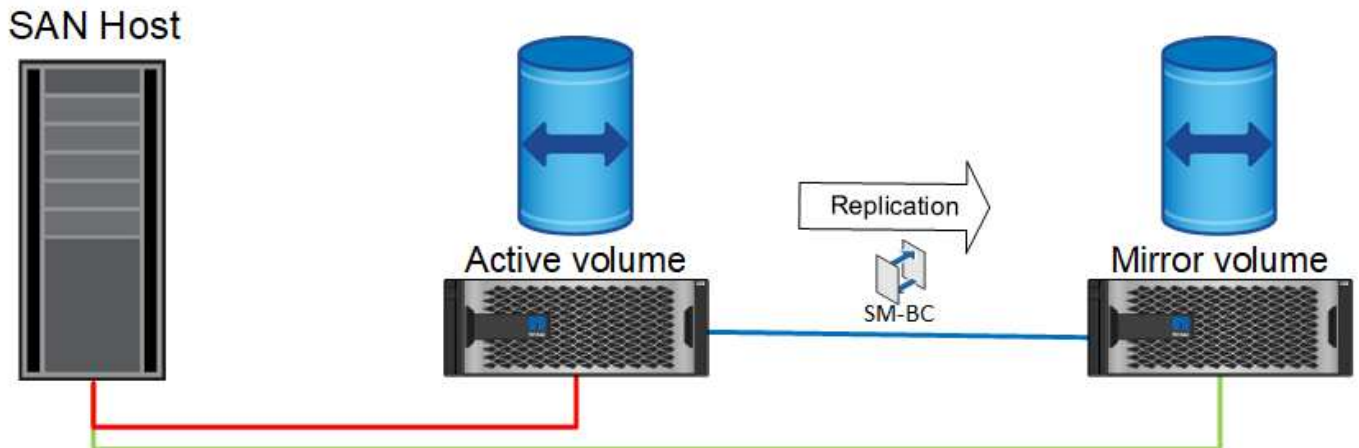 SAN Host
Replication
Active volume
Mirror volume
SM-BC